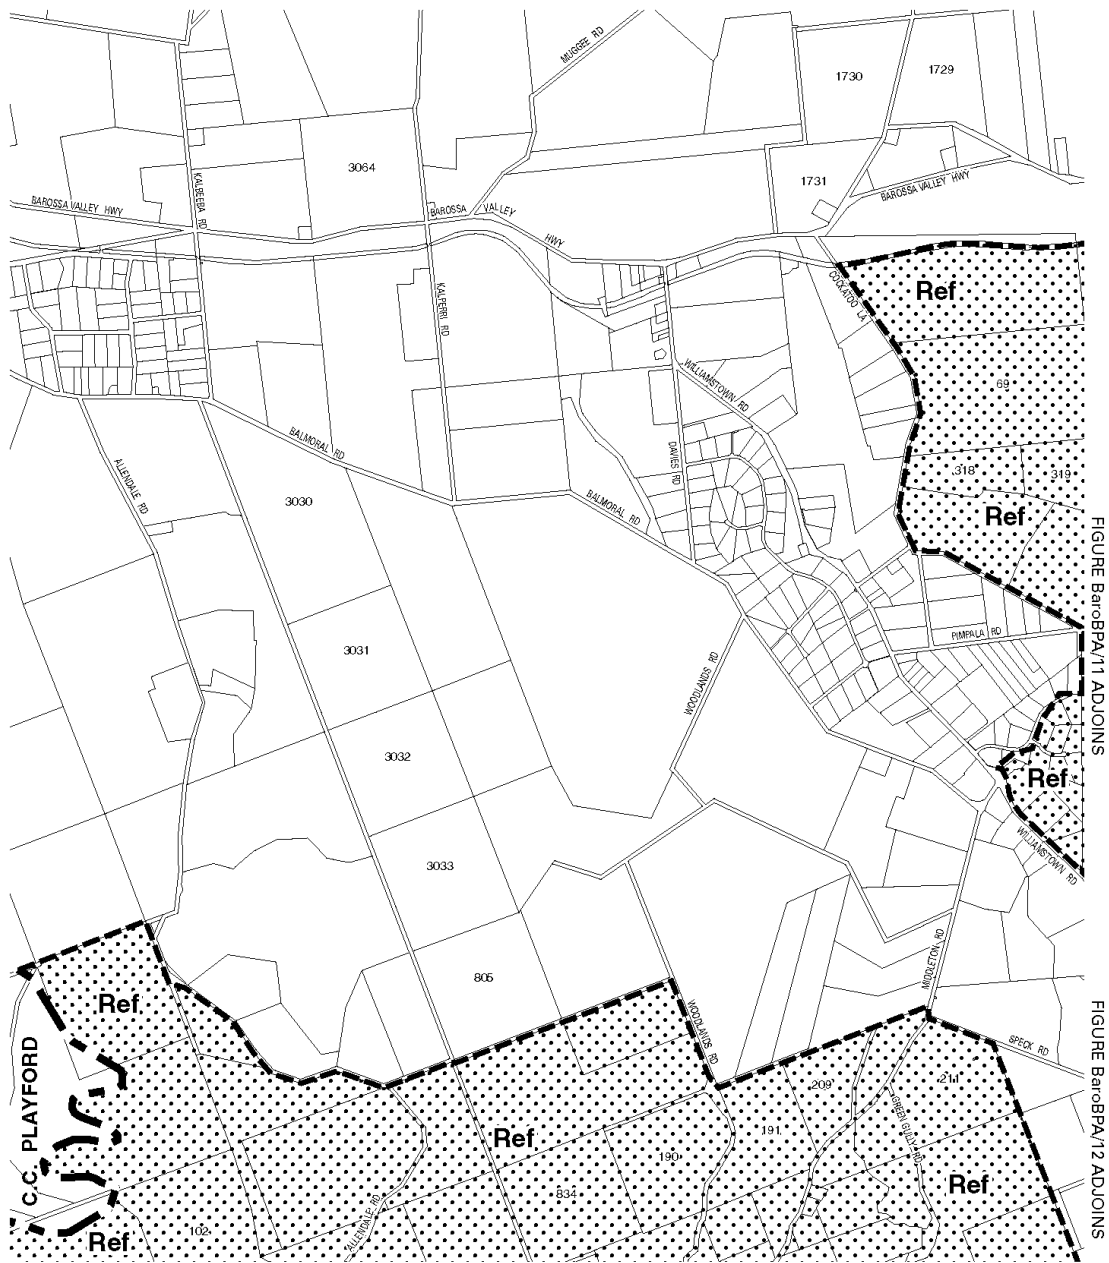 MUGGEE RD
1730
1729
3064
KALBEEBA RD
1731
BAROSSA VALLEY HWY
BAROSSA VALLEY HWY
BAROSSA VALLEY
HWY
COCKATOO LA
Ref
KALPERRI RD
WILLIAMSTOWN RD
69
BALMORAL RD
DAVIES RD
ALLENDALE RD
318
319
3030
BALMORAL RD
Ref
FIGURE BaroBPA/11 ADJOINS
PIMPALA RD
3031
WOODLANDS RD
3032
Ref
WILLIAMSTOWN RD
3033
805
MIDDLETON RD
Ref
WOODLANDS RD
FIGURE BaroBPA/12 ADJOINS
SPECK RD
C.C. PLAYFORD
209
211
GREEN GULLY RD
Ref
191
190
Ref
834
ALLENDALE RD
102
Ref